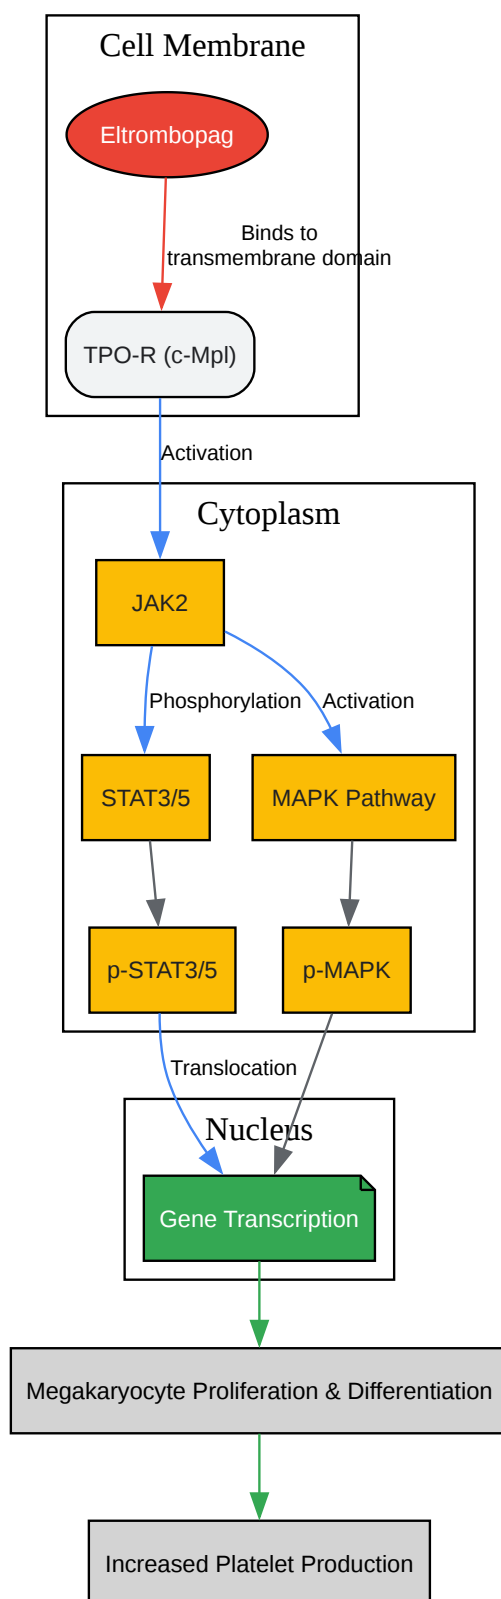 Cell Membrane
Eltrombopag
Binds to
transmembrane domain
TPO-R (c-Mpl)
Activation
Cytoplasm
JAK2
Phosphorylation
Activation
STAT3/5
MAPK Pathway
p-STAT3/5
p-MAPK
Translocation
Nucleus
Gene Transcription
Megakaryocyte Proliferation & Differentiation
Increased Platelet Production